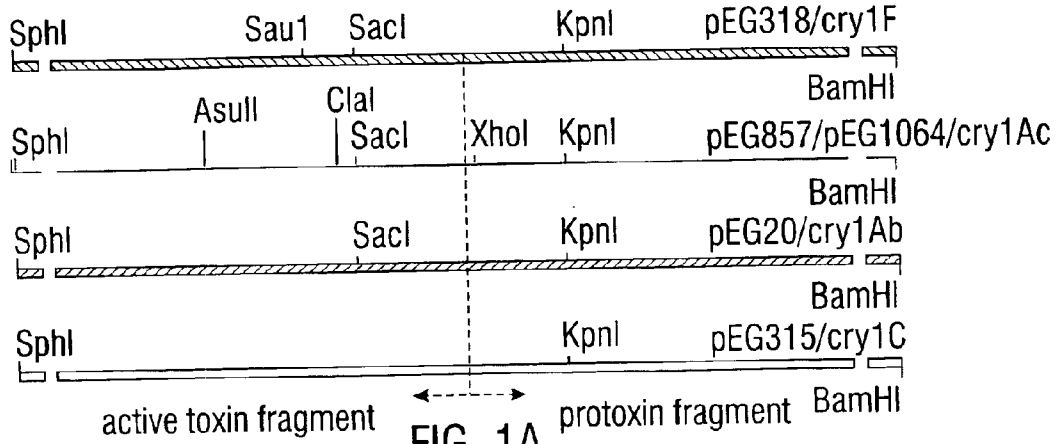 SphI Sau1 SacI KpnI pEG318/cry1F
BamHI
AsuII ClaI
SphI SacI XhoI KpnI pEG857/pEG1064/cry1Ac
BamHI
SphI SacI KpnI pEG20/cry1Ab
BamHI
SphI KpnI pEG315/cry1C
BamHI
active toxin fragment protoxin fragment
FIG. 1A